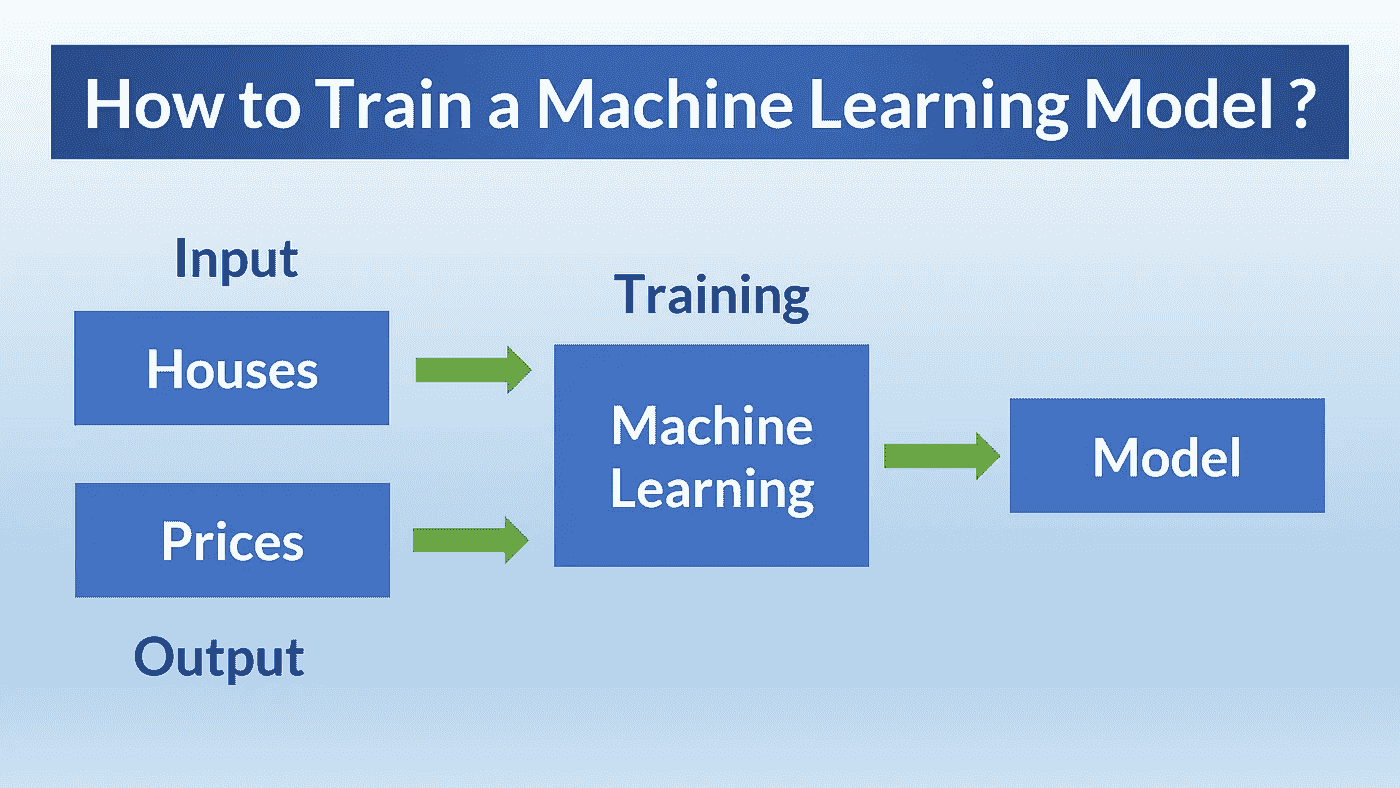 How to Train a Machine Learning Model ?
Input
Houses
Prices
Output
Training
Machine
Learning
Model